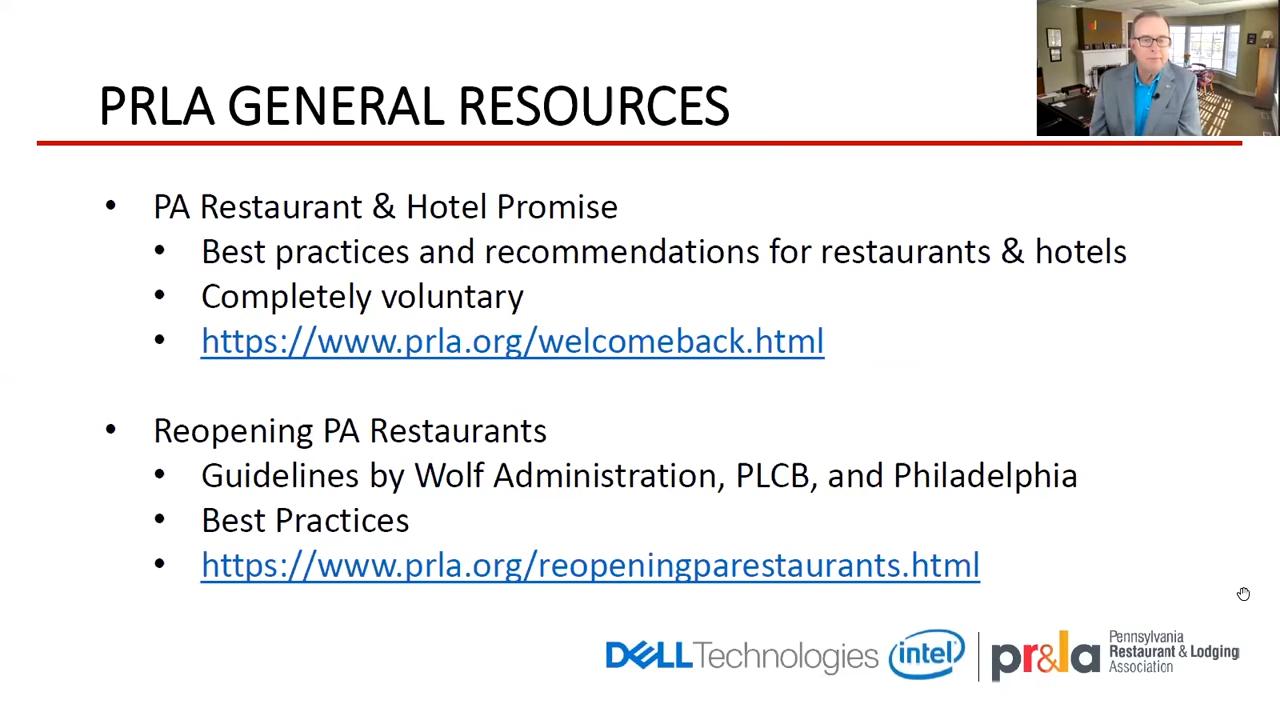 PRLA GENERAL RESOURCES
• PA Restaurant & Hotel Promise
• Best practices and recommendations for restaurants & hotels
• Completely voluntary
• https://www.prla.org/welcomeback.html
• Reopening PA Restaurants
• Guidelines by Wolf Administration, PLCB, and Philadelphia
• Best Practices
• https://www.prla.org/reopeningparestaurants.html
DELL Technologies
intel
pr&la
Pennsylvania
Restaurant & Lodging
Association